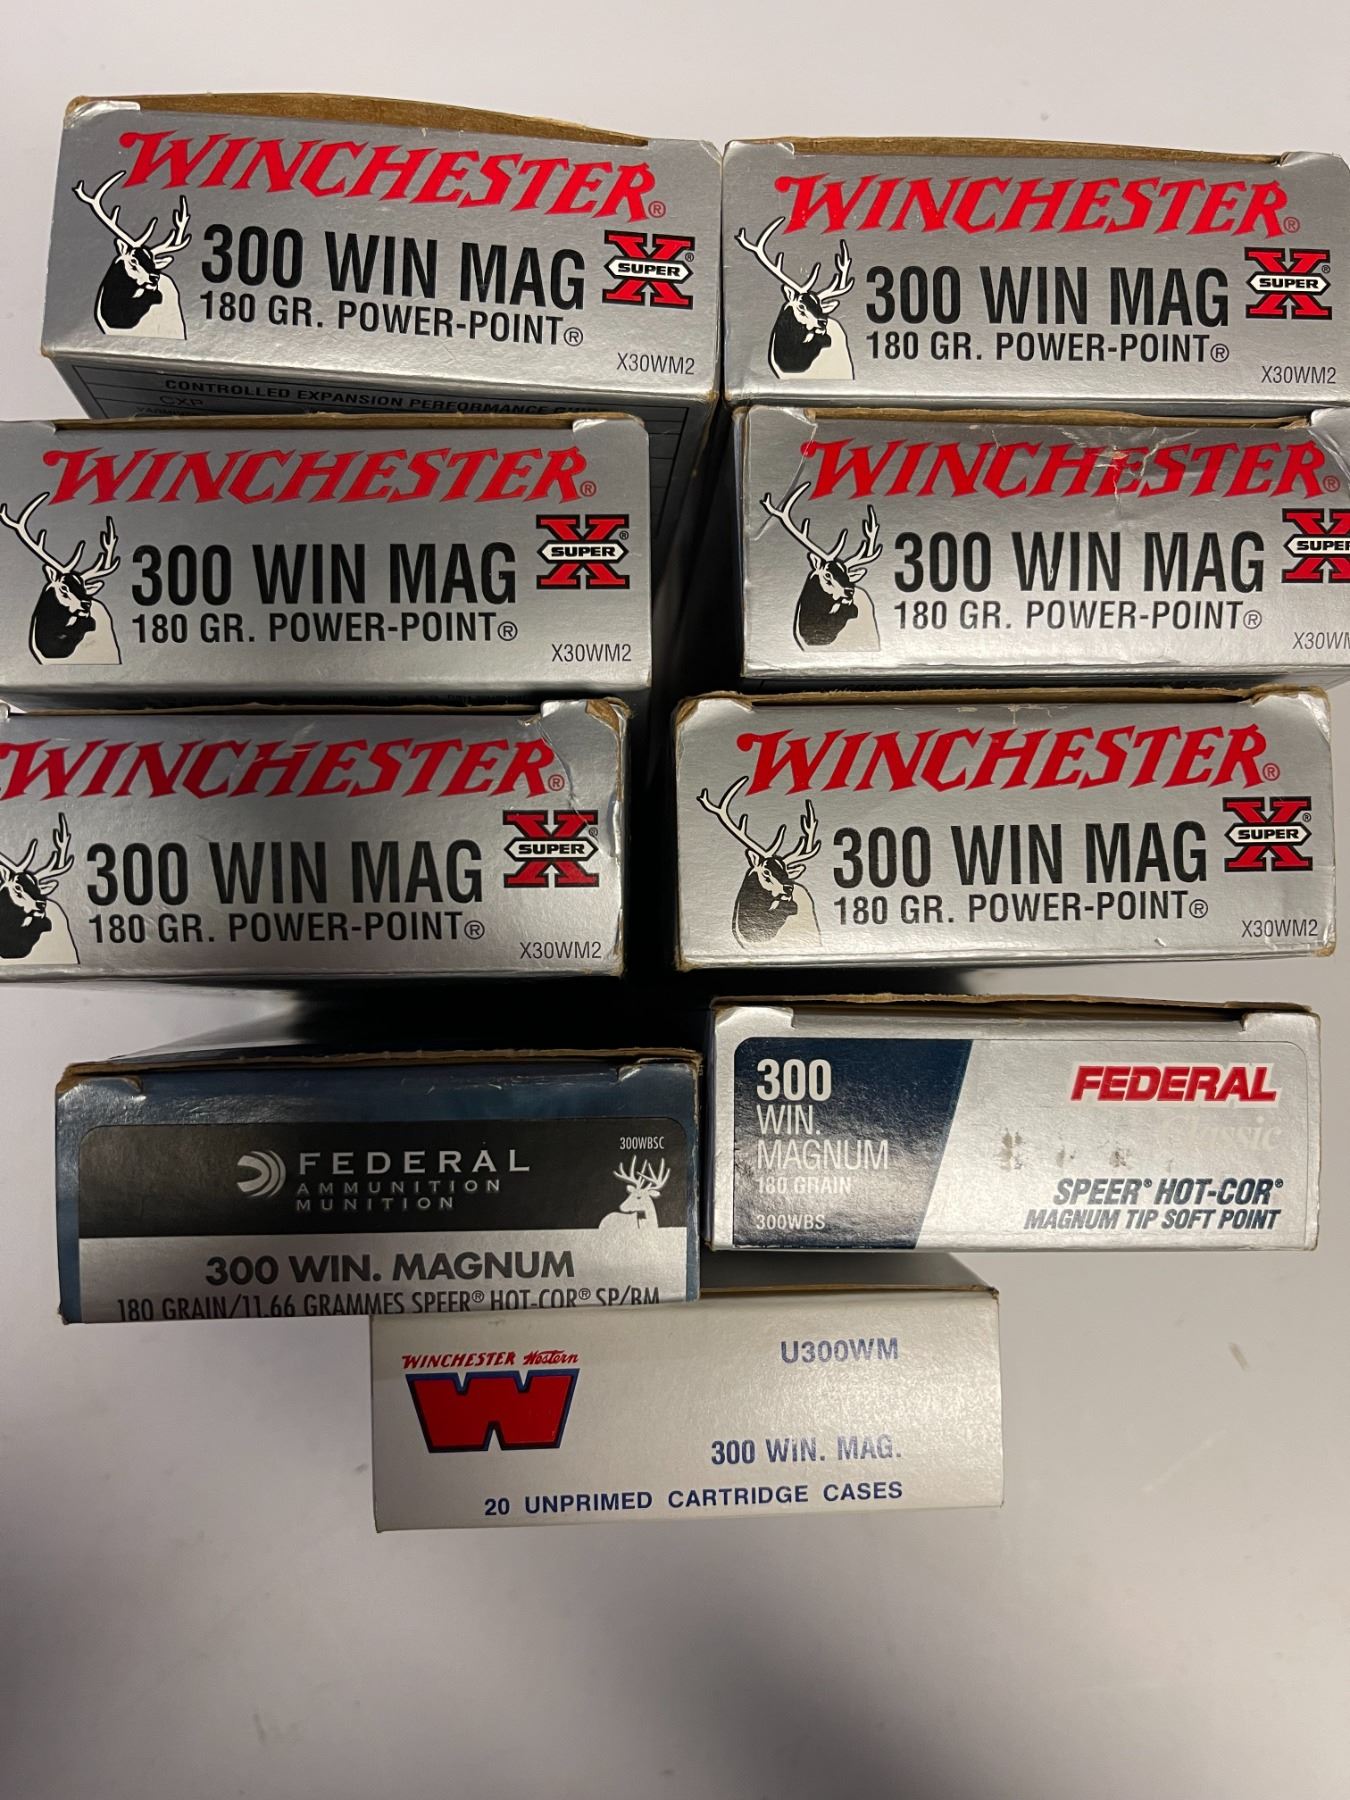 WINCHESTER®
300 WIN MAG
180 GR. POWER-POINT®
X SUPER®
X30WM2
CONTROLLED EXPANSION PERFORMANCE
CXP
WINCHESTER®
300 WIN MAG
180 GR. POWER-POINT®
X SUPER®
X30WM2
WINCHESTER®
300 WIN MAG
180 GR. POWER-POINT®
X SUPER®
X30WM2
WINCHESTER®
300 WIN MAG
180 GR. POWER-POINT®
X SUPER
X30WM
WINCHESTER®
300 WIN MAG
180 GR. POWER-POINT®
X SUPER®
X30WM2
WINCHESTER®
300 WIN MAG
180 GR. POWER-POINT®
X SUPER®
X30WM2
FEDERAL
AMMUNITION
MUNITION
300WBSC
300 WIN. MAGNUM
180 GRAIN/11.66 GRAMMES SPEER® HOT-COR® SP/BM
300
WIN.
MAGNUM
180 GRAIN
300WBS
FEDERAL
Classic
SPEER® HOT-COR®
MAGNUM TIP SOFT POINT
WINCHESTER Western
W
U300WM
300 WIN. MAG.
20 UNPRIMED CARTRIDGE CASES